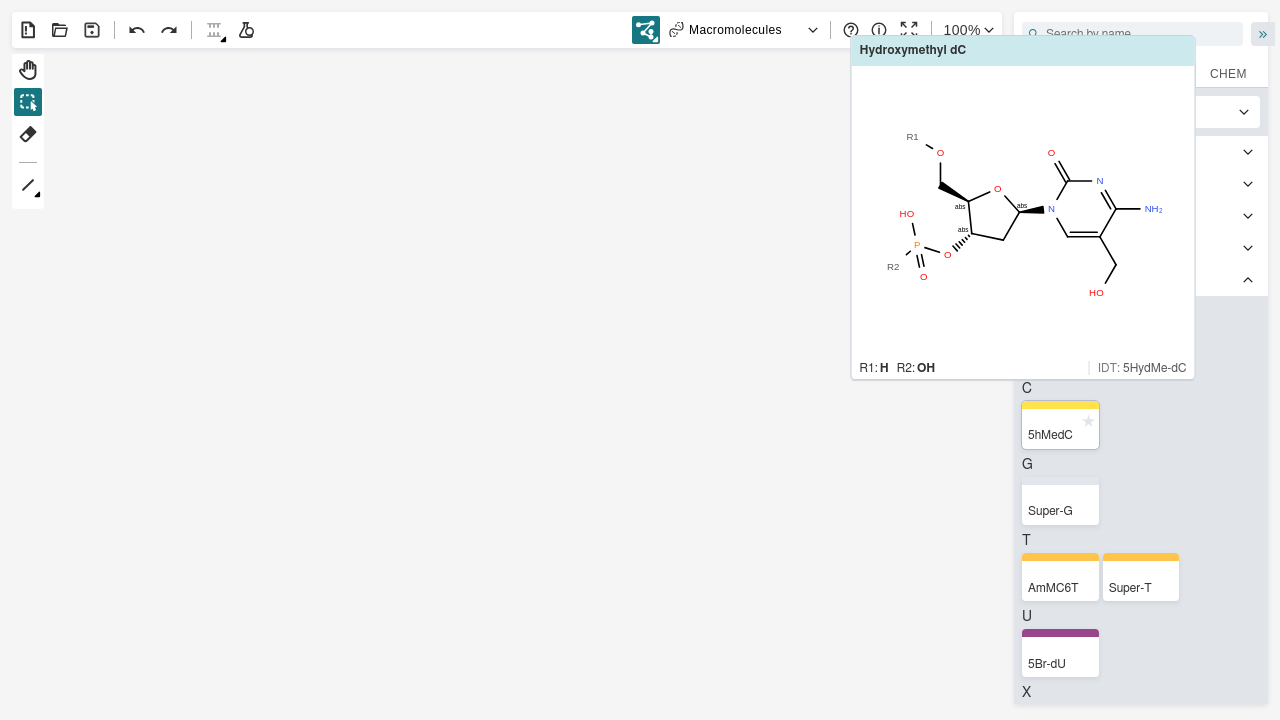 Macromolecules
100%
Search by name
Hydroxymethyl dC
CHEM
R1
O
O
HO
P
R2
O
O
O
abs
abs
abs
N
N
NH2
HO
R1: H R2: OH
IDT: 5HydMe-dC
C
5hMedC
G
Super-G
T
AmMC6T
Super-T
U
5Br-dU
X